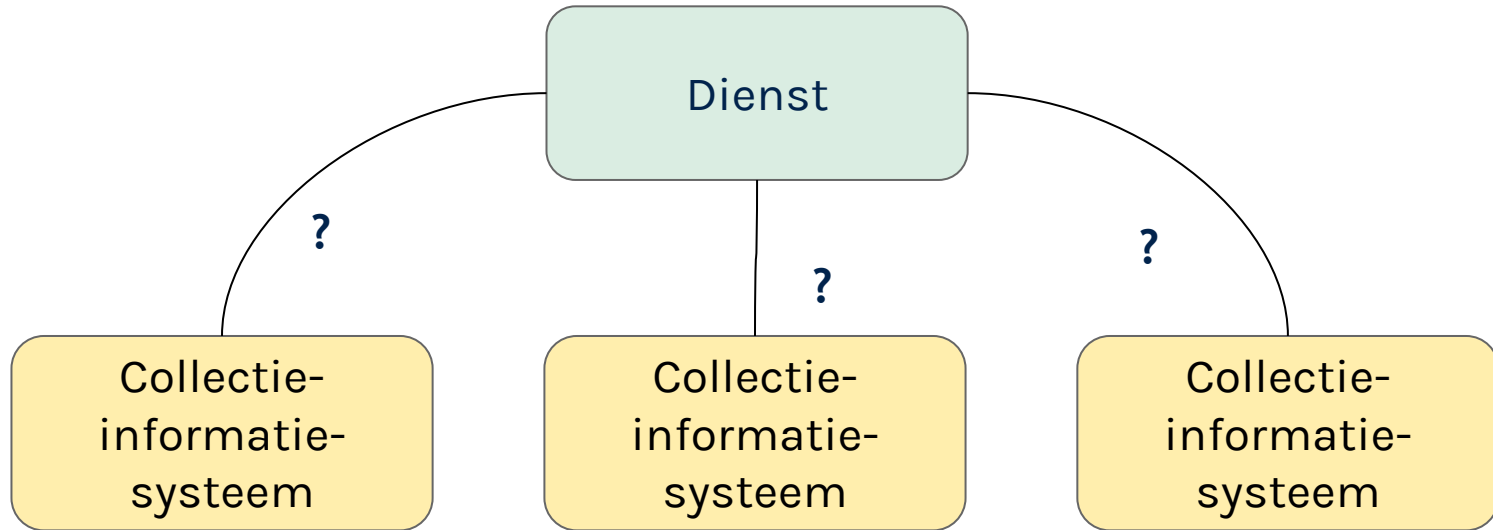 Dienst
?
?
?
Collectie-
informatie-
systeem
Collectie-
informatie-
systeem
Collectie-
informatie-
systeem